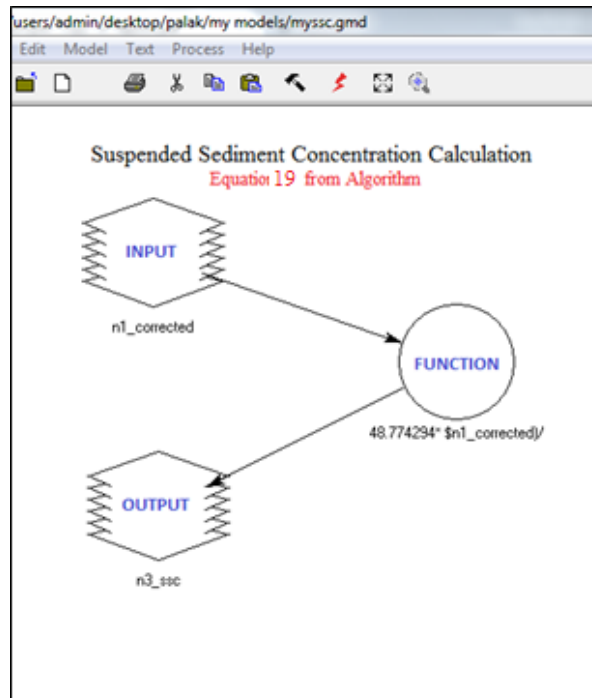 /users/admin/desktop/palak/my models/myssc.gmd
Edit Model Text Process Help
Suspended Sediment Concentration Calculation
Equation 19 from Algorithm
INPUT
n1_corrected
FUNCTION
48.774294* $n1_corrected)/
OUTPUT
n3_ssc